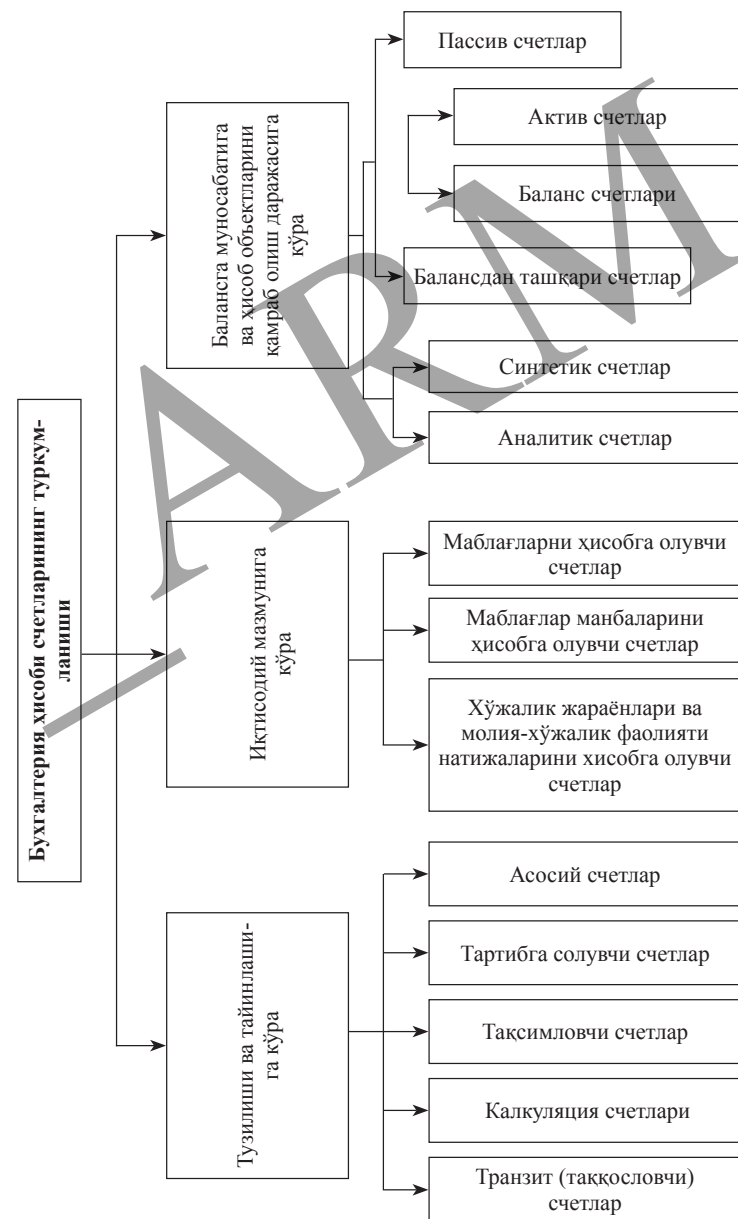 Бухгалтерия ҳисоби счетларининг туркум-
ланиши
Балансга муносабатига
ва ҳисоб объектларини
қамраб олиш даражасига
кўра
Пассив счетлар
Актив счетлар
Баланс счетлари
Балансдан ташқари счетлар
Синтетик счетлар
Аналитик счетлар
Иқтисодий мазмунига
кўра
Маблағларни ҳисобга олувчи
счетлар
Маблағлар манбаларини
ҳисобга олувчи счетлар
Хўжалик жараёнлари ва
молия-хўжалик фаолияти
натижаларини хисобга олувчи
счетлар
Тузилиши ва тайинлаши-
га кўра
Асосий счетлар
Тартибга солувчи счетлар
Тақсимловчи счетлар
Калкуляция счетлари
Транзит (таққословчи)
счетлар
ARM